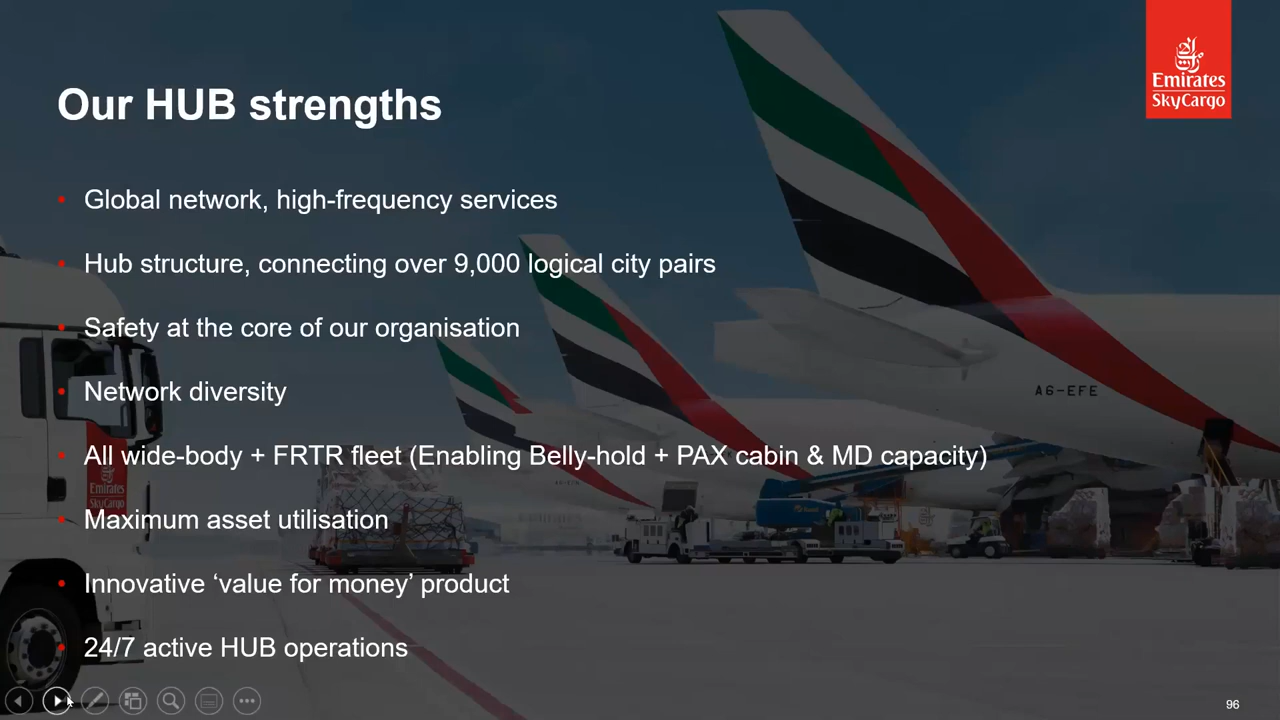 Emirates
SkyCargo
Our HUB strengths
• Global network, high-frequency services
• Hub structure, connecting over 9,000 logical city pairs
• Safety at the core of our organisation
• Network diversity
• All wide-body + FRTR fleet (Enabling Belly-hold + PAX cabin & MD capacity)
• Maximum asset utilisation
• Innovative ‘value for money’ product
• 24/7 active HUB operations
A6-EFE
Emirates
SkyCargo
96